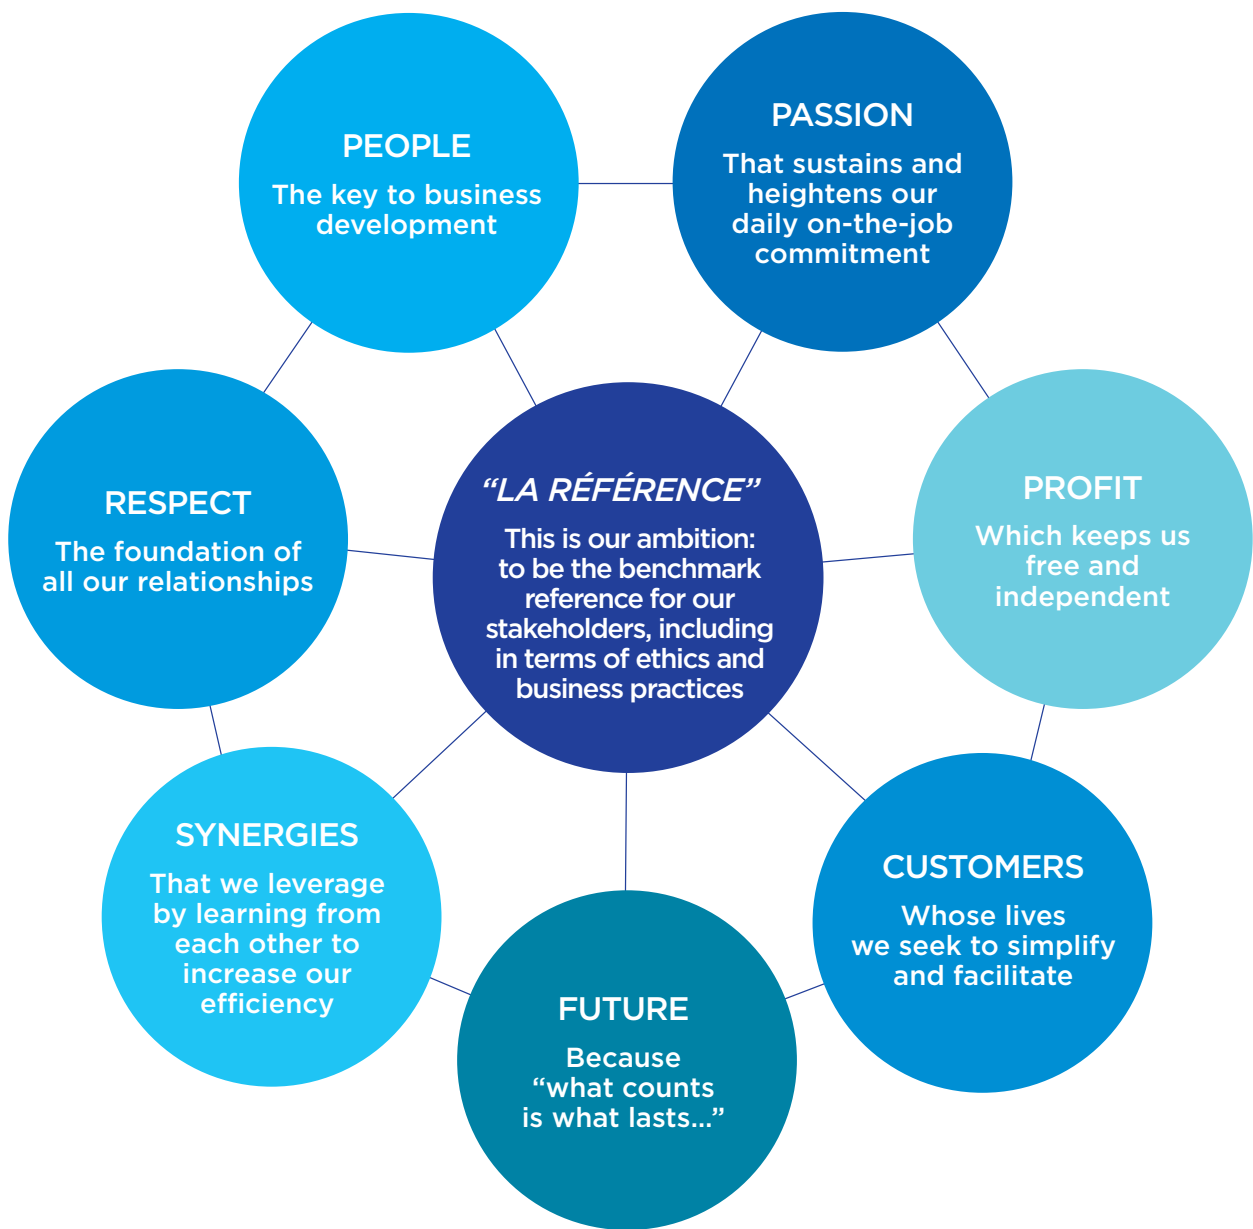 PEOPLE
The key to business
development
PASSION
That sustains and
heightens our
daily on-the-job
commitment
RESPECT
The foundation of
all our relationships
“LA RÉFÉRENCE”
This is our ambition:
to be the benchmark
reference for our
stakeholders, including
in terms of ethics and
business practices
PROFIT
Which keeps us
free and
independent
SYNERGIES
That we leverage
by learning from
each other to
increase our
efficiency
CUSTOMERS
Whose lives
we seek to simplify
and facilitate
FUTURE
Because
“what counts
is what lasts...”